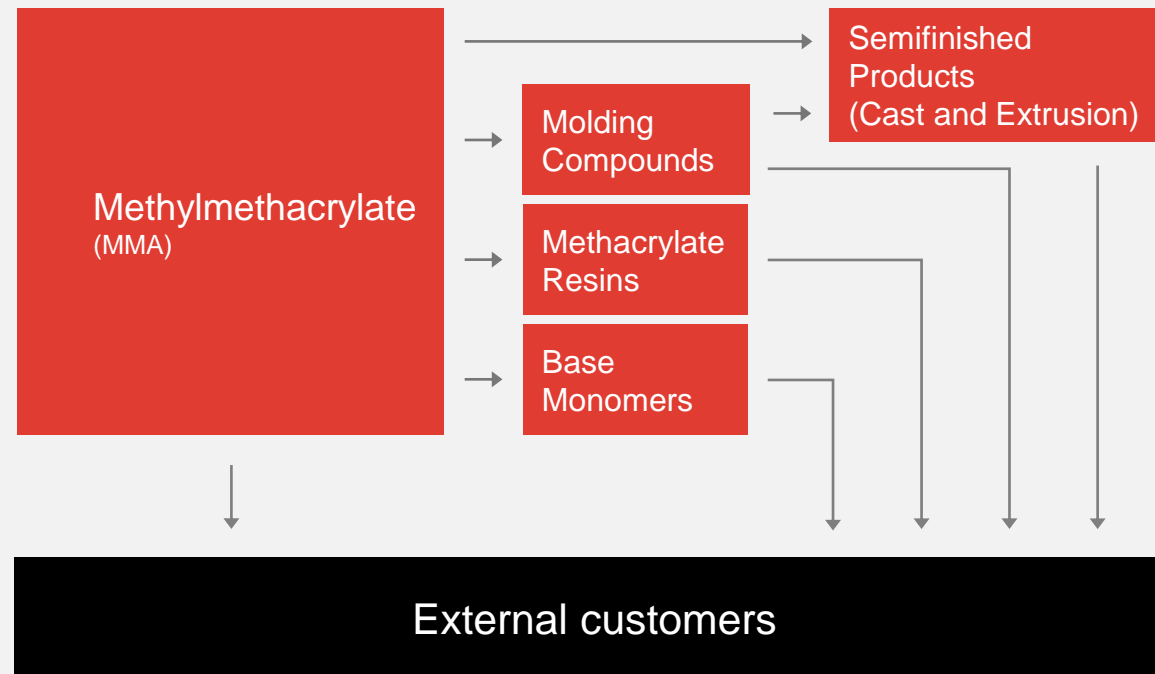 Methylmethacrylate
(MMA)
Semifinished
Products
(Cast and Extrusion)
Molding
Compounds
Methacrylate
Resins
Base
Monomers
External customers